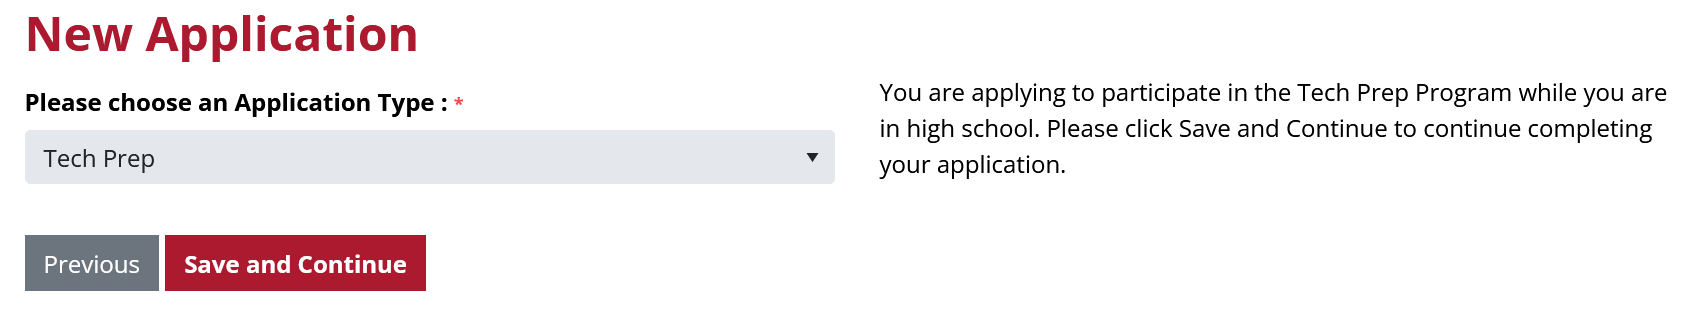 New Application
Please choose an Application Type : *
Tech Prep
You are applying to participate in the Tech Prep Program while you are
in high school. Please click Save and Continue to continue completing
your application.
Previous
Save and Continue